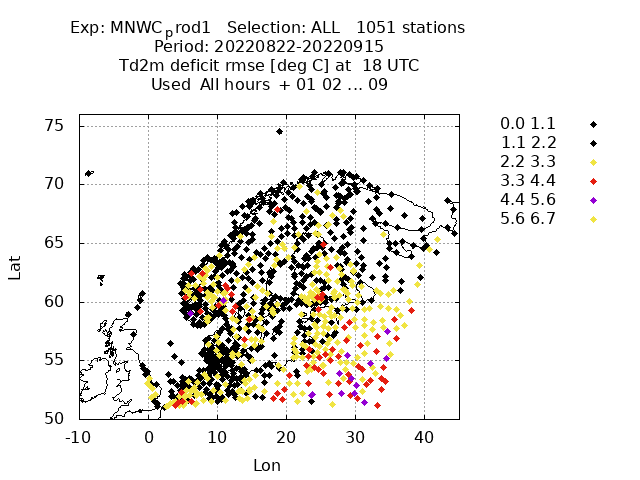 Exp: MNWCprod1   Selection: ALL   1051 stations
Period: 20220822-20220915
Td2m deficit rmse [deg C] at  18 UTC
Used  All hours  + 01 02 ... 09
75
70
65
60
55
50
-10 0 10 20 30 40
Lat
Lon
0.0 1.1
1.1 2.2
2.2 3.3
3.3 4.4
4.4 5.6
5.6 6.7